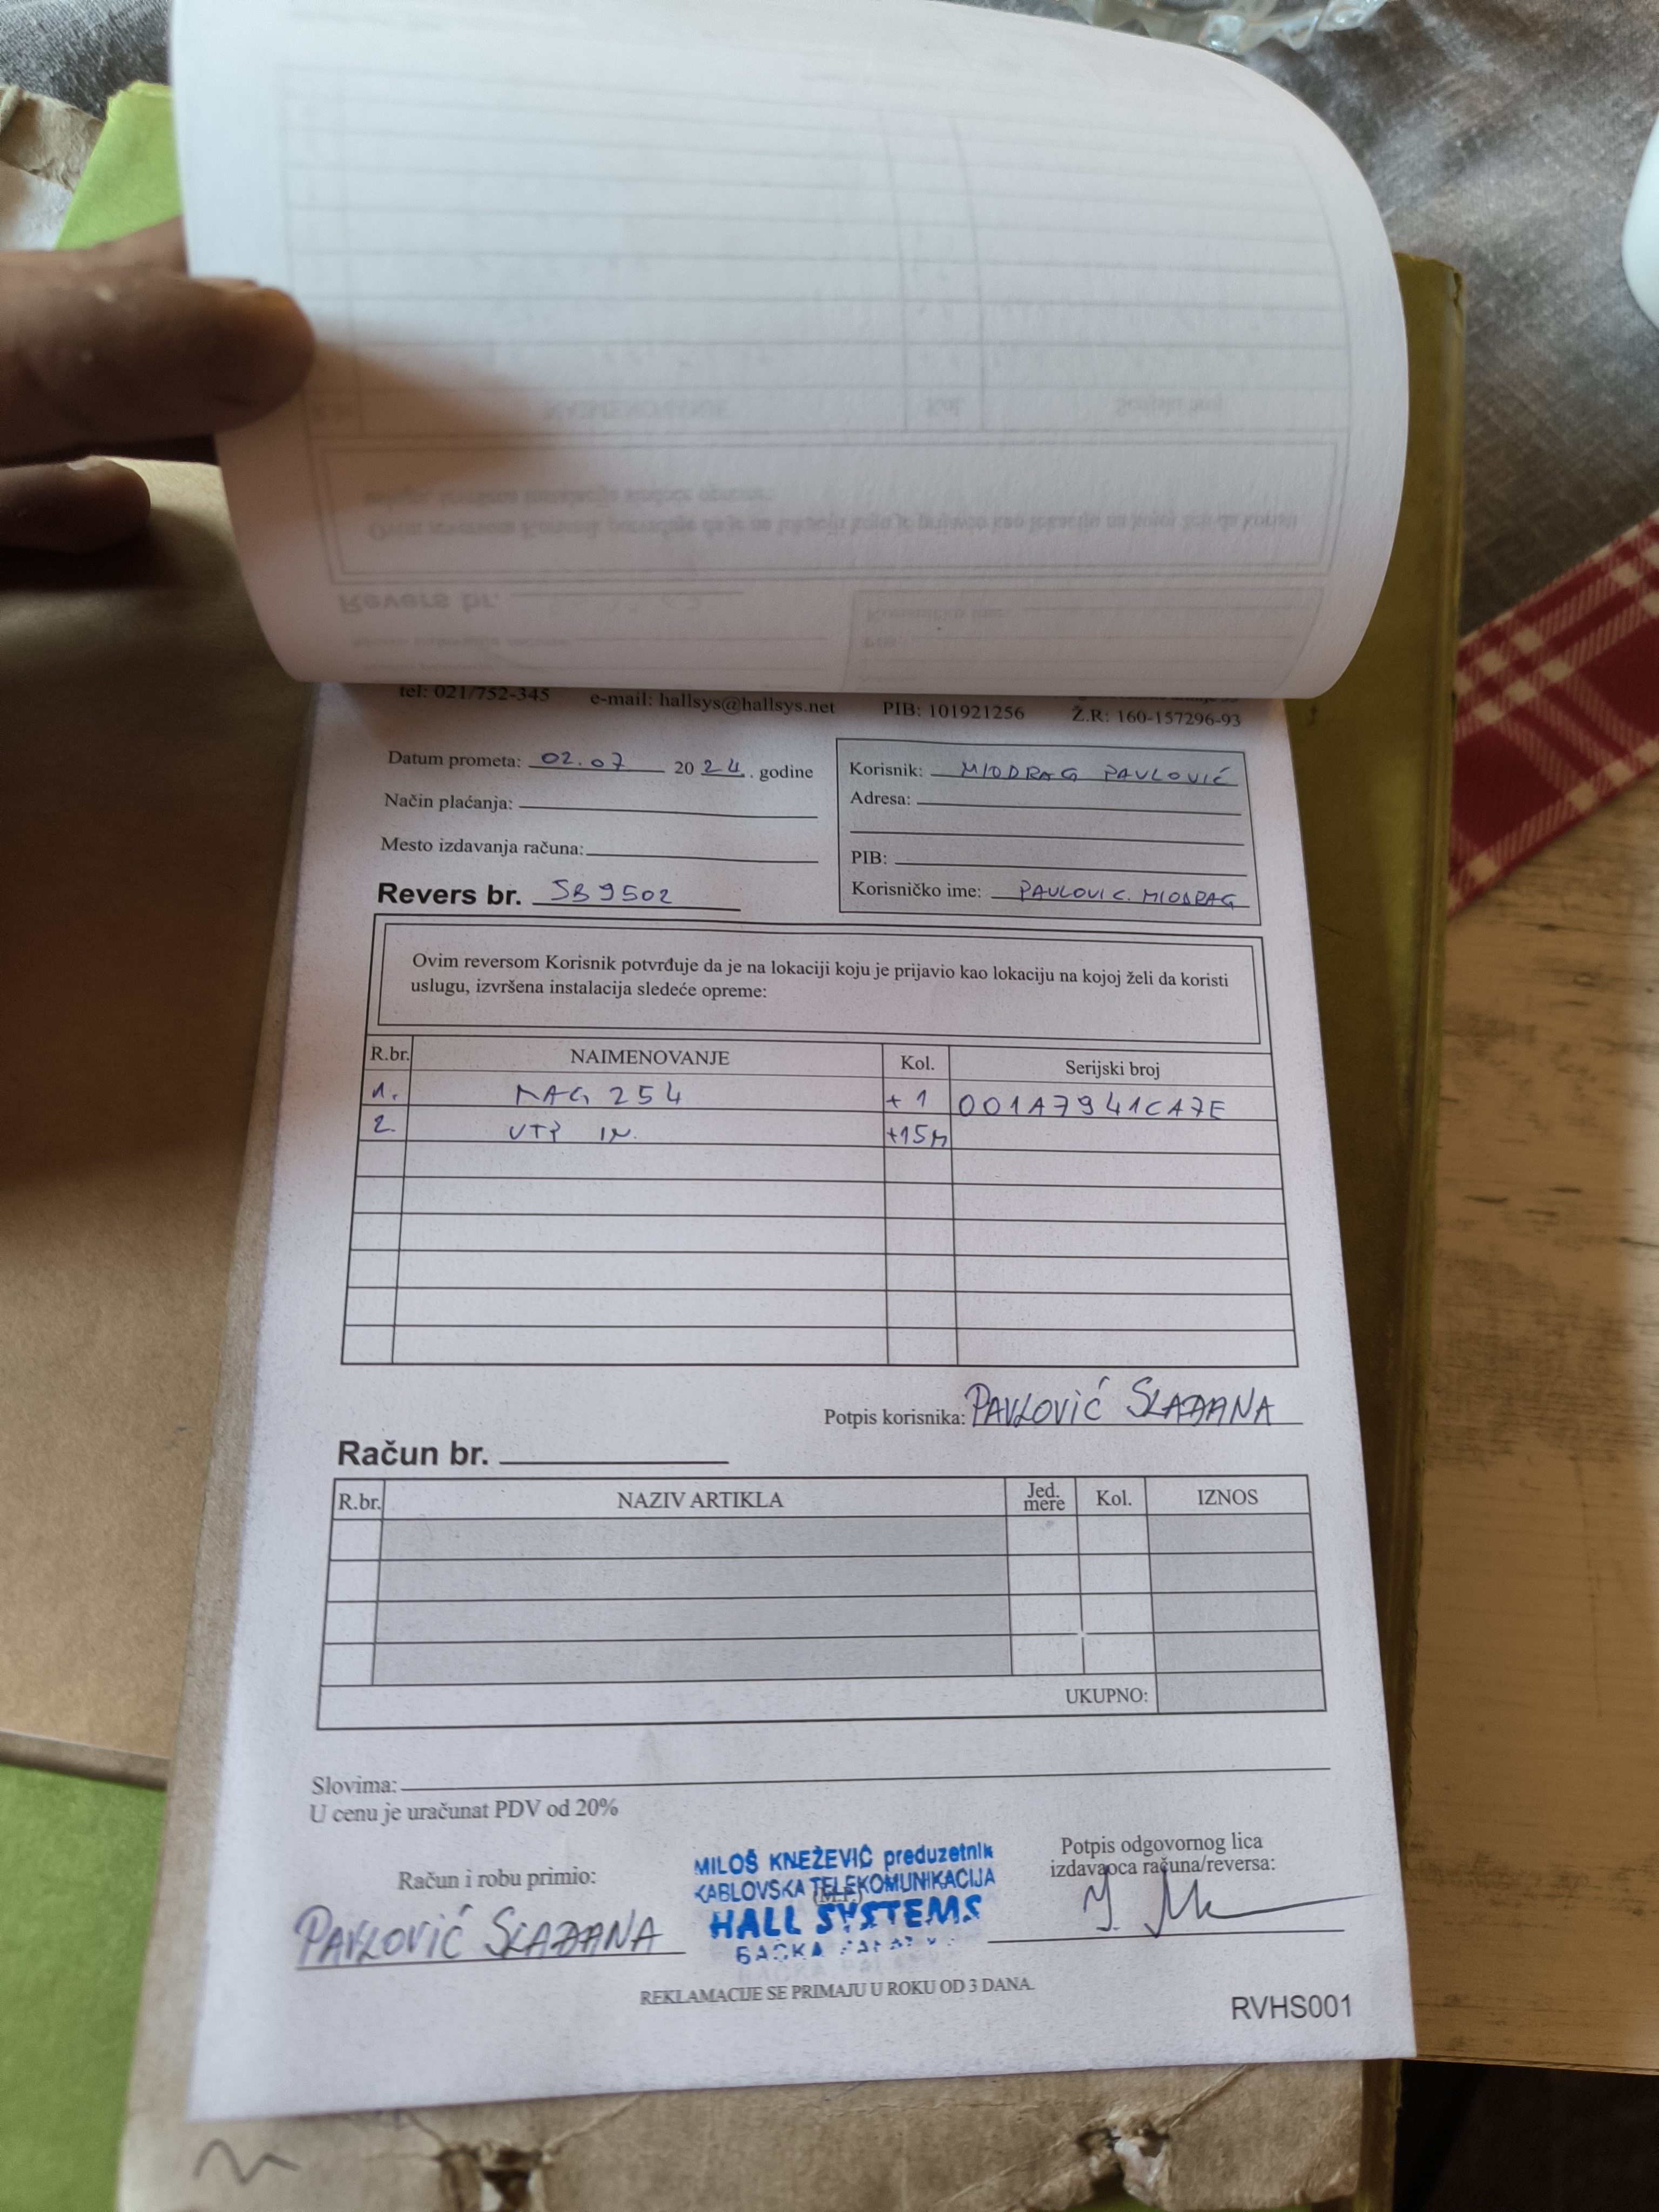 tel: 021/752-345 e-mail: hallsys@hallsys.net PIB: 101921256 Ž.R: 160-157296-93
Datum prometa: 02.07 2024. godine
Način plaćanja:
Mesto izdavanja računa:
Revers br. SB9502
Korisnik: MIODRAG PAVLOVIĆ
Adresa:
PIB:
Korisničko ime: PAVLOVIC.MIODRAG
Ovim reversom Korisnik potvrđuje da je na lokaciji koju je prijavio kao lokaciju na kojoj želi da koristi
uslugu, izvršena instalacija sledeće opreme:
R.br. NAIMENOVANJE Kol. Serijski broj
1. MAG 254 +1 001A7941CA7E
2. UTP IN. +15m
Potpis korisnika: PAVLOVIĆ SLAĐANA
Račun br.
R.br. NAZIV ARTIKLA Jed. mere Kol. IZNOS
UKUPNO:
Slovima:
U cenu je uračunat PDV od 20%
Račun i robu primio:
PAVLOVIĆ SLAĐANA
MILOŠ KNEŽEVIĆ preduzetnik
KABLOVSKA TELEKOMUNIKACIJA
HALL SYSTEMS
BAČKA
Potpis odgovornog lica
izdavaoca računa/reversa:
REKLAMACIJE SE PRIMAJU U ROKU OD 3 DANA.
RVHS001